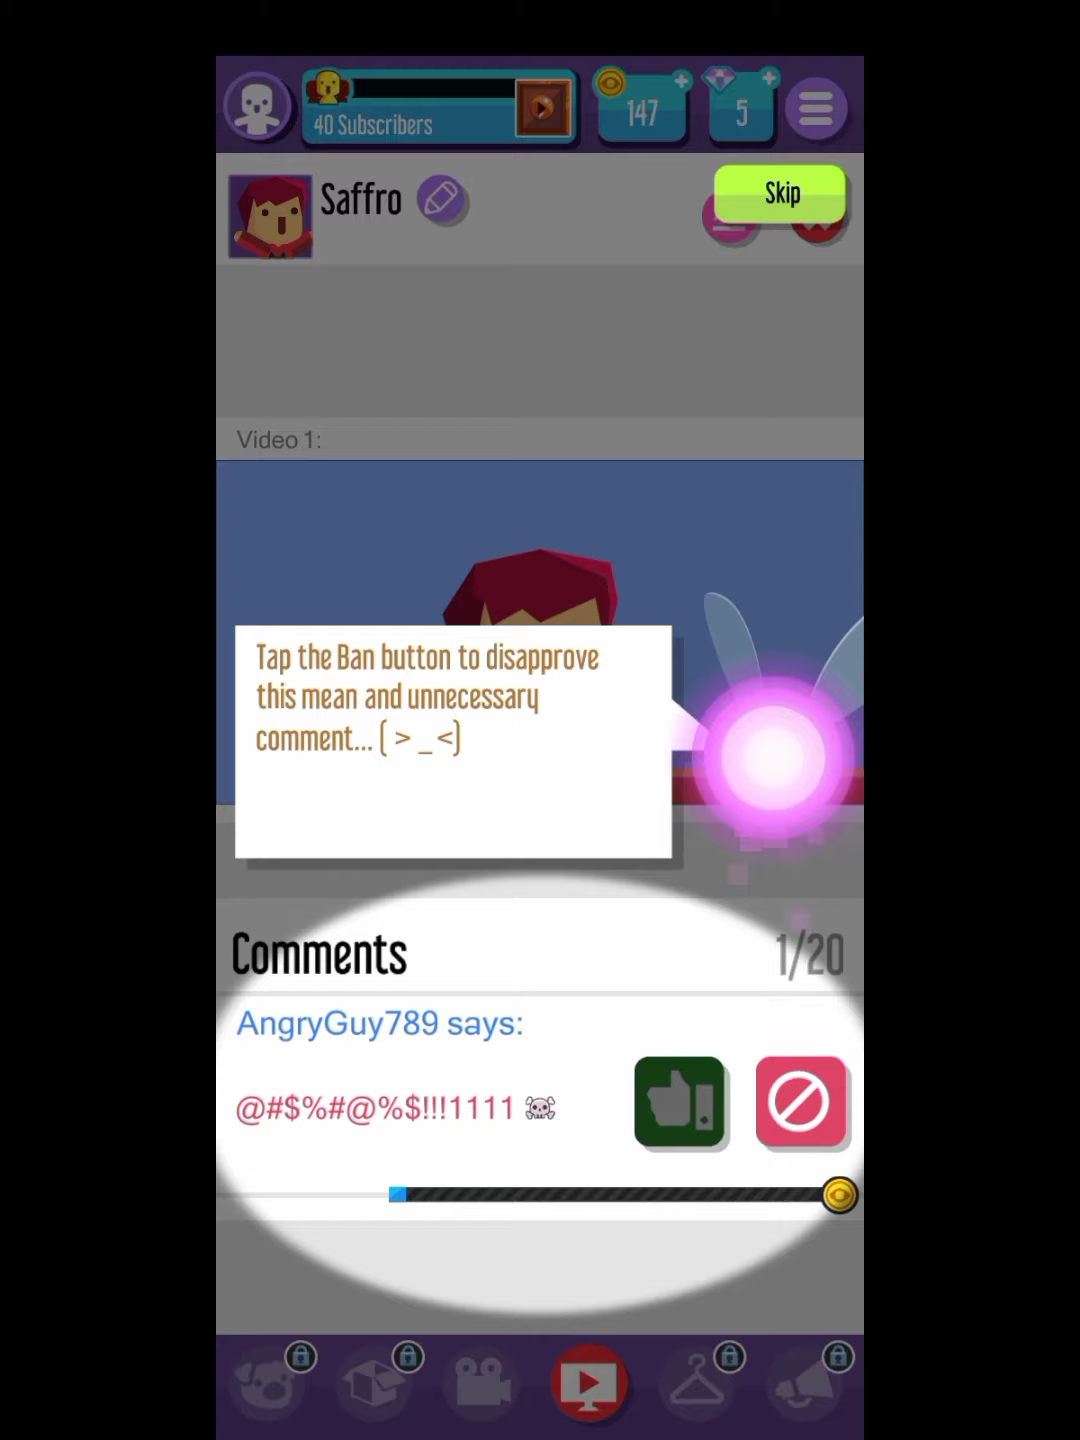 40 Subscribers
147
5
Saffro
Skip
Video 1:
Tap the Ban button to disapprove
this mean and unnecessary
comment... ( > _ <)
Comments
1/20
AngryGuy789 says:
@#$%#@%$!!!1111 ☠